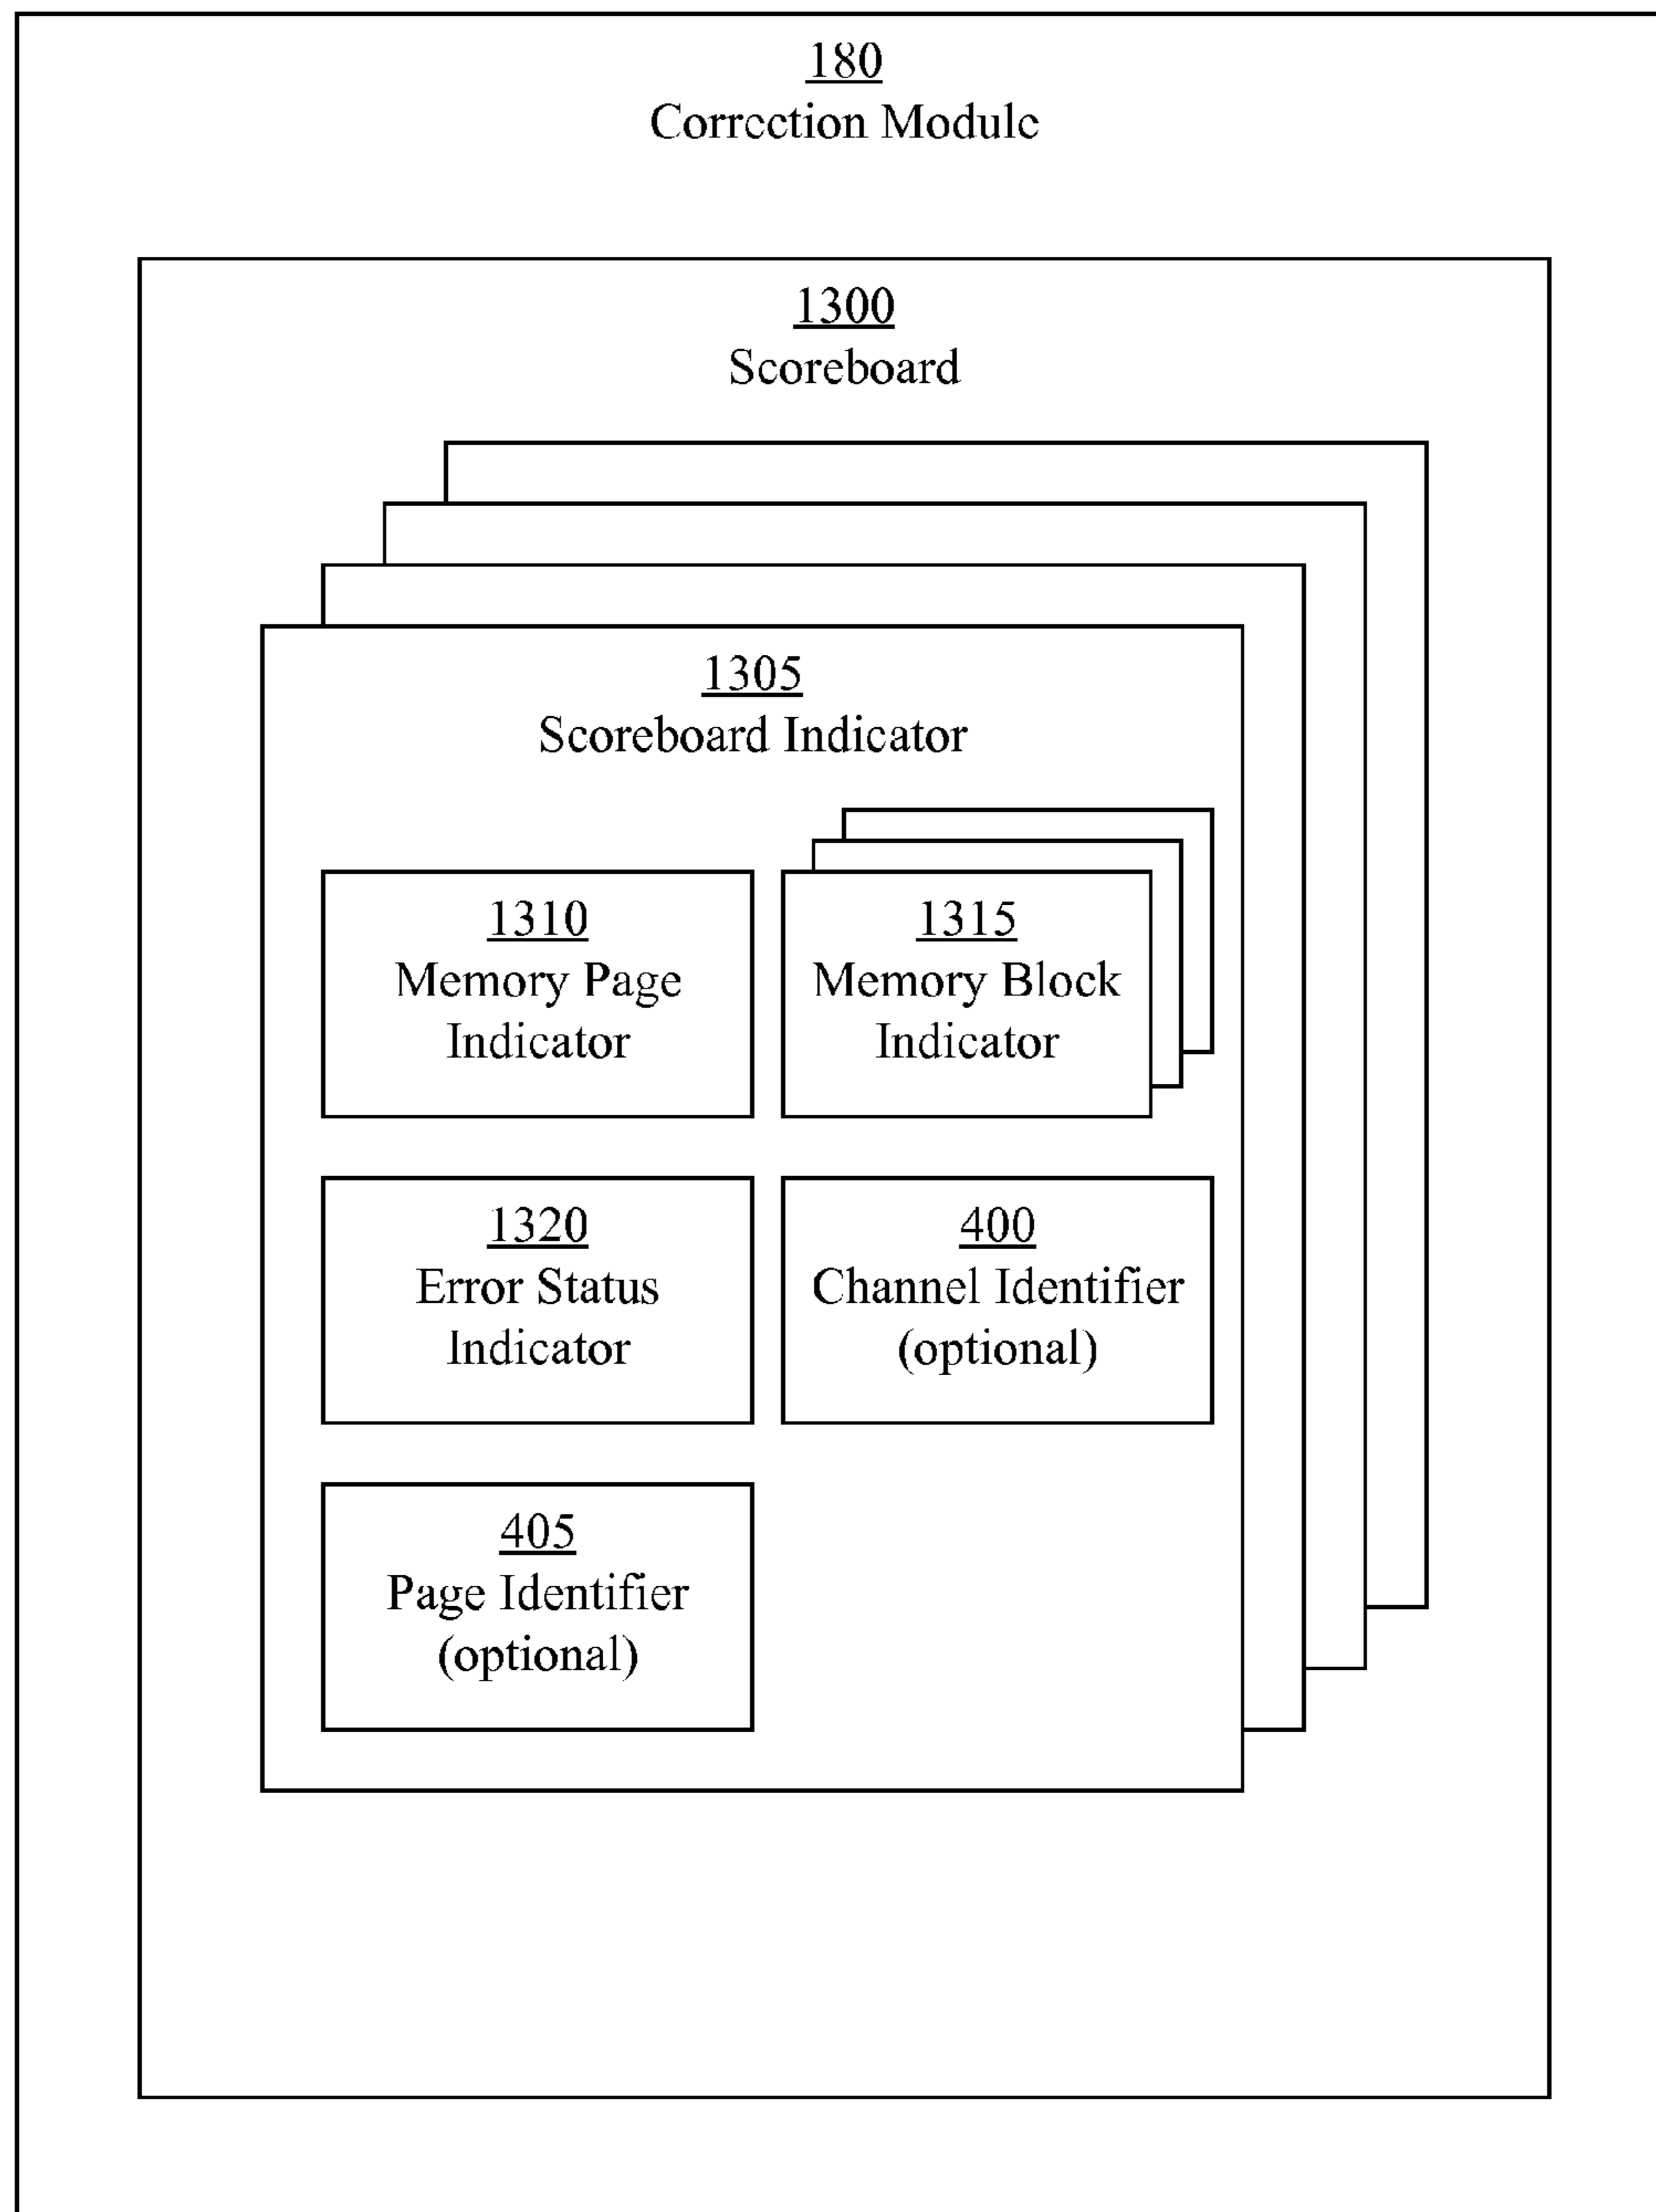 180
Correction Module
1300
Scoreboard
1305
Scoreboard Indicator
1310
Memory Page
Indicator
1315
Memory Block
Indicator
1320
Error Status
Indicator
400
Channel Identifier
(optional)
405
Page Identifier
(optional)